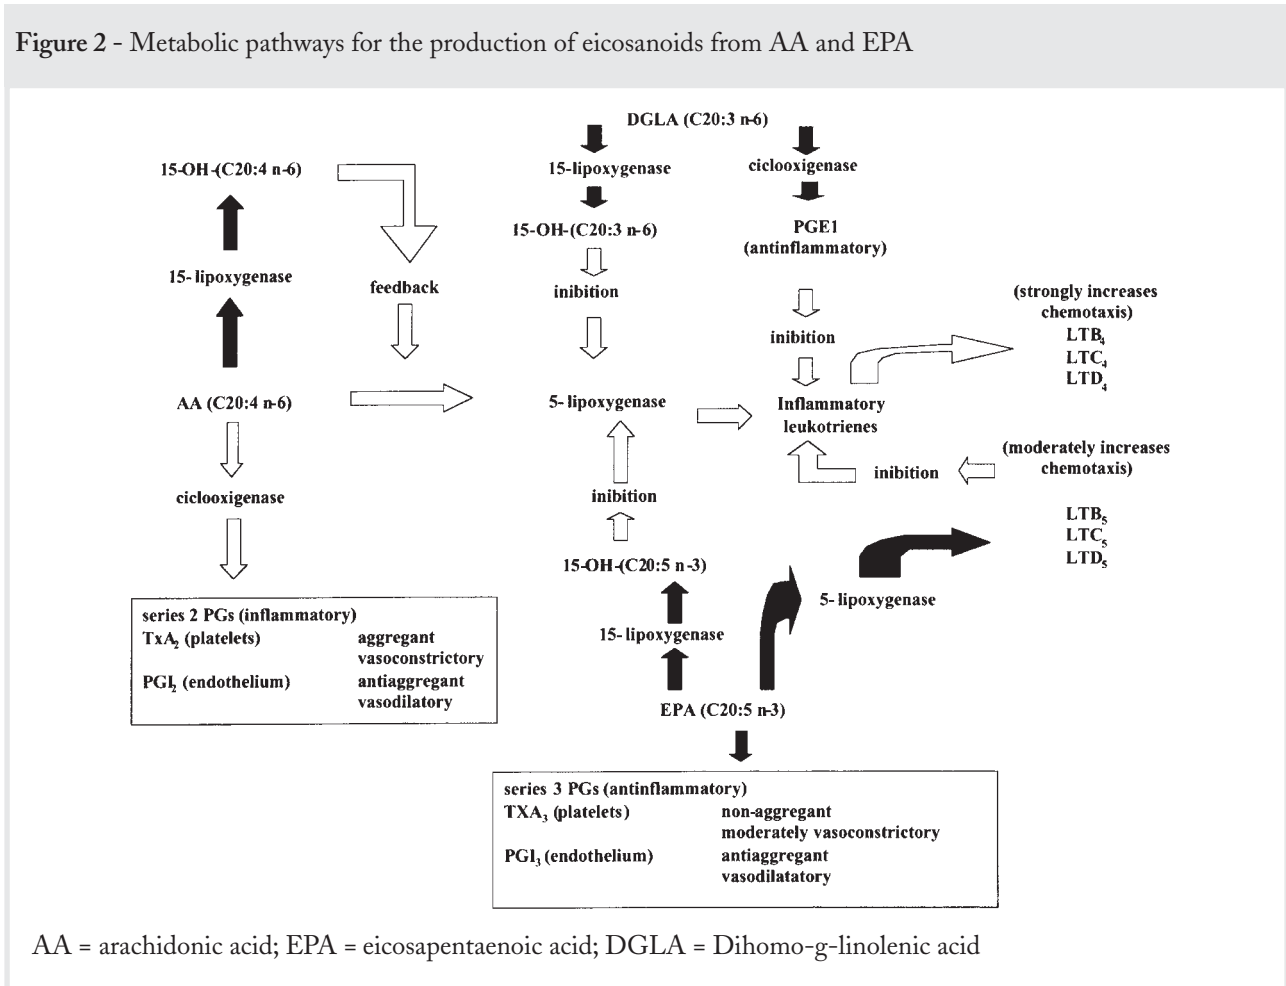 Figure 2 - Metabolic pathways for the production of eicosanoids from AA and EPA
DGLA (C20:3 n-6)
15-OH-(C20:4 n-6)
15-lipoxygenase
ciclooxigenase
15-OH-(C20:3 n-6)
PGE1
(antinflammatory)
15- lipoxygenase
feedback
inibition
(strongly increases
chemotaxis)
LTB₄
LTC₄
LTD₄
inibition
AA (C20:4 n-6)
5- lipoxygenase
Inflammatory
leukotrienes
(moderately increases
chemotaxis)
inibition
ciclooxigenase
inibition
LTB₅
LTC₅
LTD₅
15-OH-(C20:5 n-3)
5- lipoxygenase
15- lipoxygenase
series 2 PGs (inflammatory)
TxA₂ (platelets) aggregant
vasoconstrictory
PGI₂ (endothelium) antiaggregant
vasodilatory
EPA (C20:5 n-3)
series 3 PGs (antinflammatory)
TXA₃ (platelets) non-aggregant
moderately vasoconstrictory
PGI₃ (endothelium) antiaggregant
vasodilatatory
AA = arachidonic acid; EPA = eicosapentaenoic acid; DGLA = Dihomo-g-linolenic acid